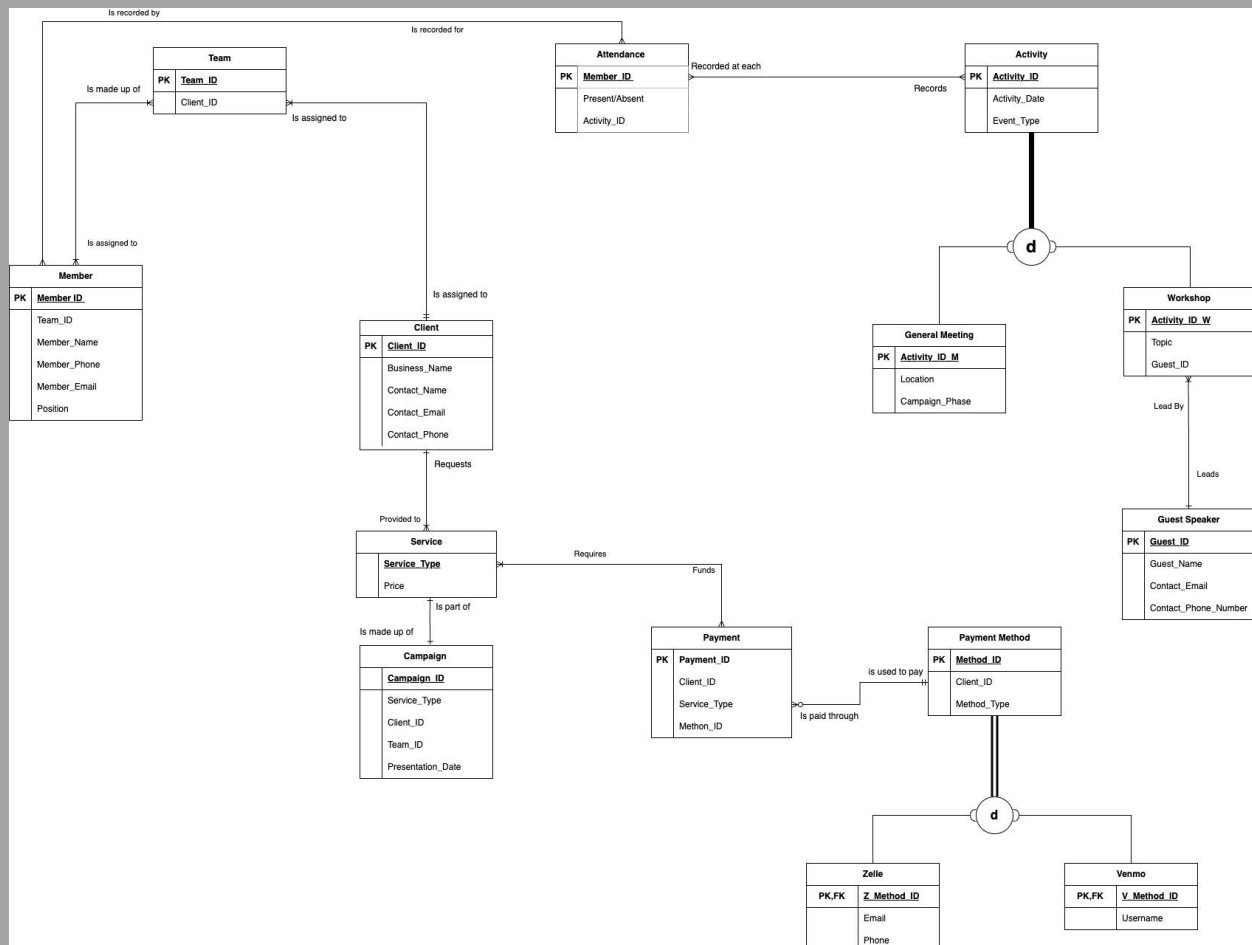 Is recorded by
Is recorded for
Team
PK Team_ID
Client_ID
Is made up of
Is assigned to
Is assigned to
Attendance
PK Member_ID
Present/Absent
Activity_ID
Recorded at each
Records
Activity
PK Activity_ID
Activity_Date
Event_Type
d
Member
PK Member ID
Team_ID
Member_Name
Member_Phone
Member_Email
Position
Is assigned to
Client
PK Client_ID
Business_Name
Contact_Name
Contact_Email
Contact_Phone
General Meeting
PK Activity_ID_M
Location
Campaign_Phase
Workshop
PK Activity_ID_W
Topic
Guest_ID
Lead By
Leads
Guest Speaker
PK Guest_ID
Guest_Name
Contact_Email
Contact_Phone_Number
Requests
Provided to
Service
Service_Type
Price
Requires
Funds
Is part of
Is made up of
Campaign
Campaign_ID
Service_Type
Client_ID
Team_ID
Presentation_Date
Payment
PK Payment_ID
Client_ID
Service_Type
Methon_ID
is used to pay
Is paid through
Payment Method
PK Method_ID
Client_ID
Method_Type
d
Zelle
PK,FK Z_Method_ID
Email
Phone
Venmo
PK,FK V_Method_ID
Username